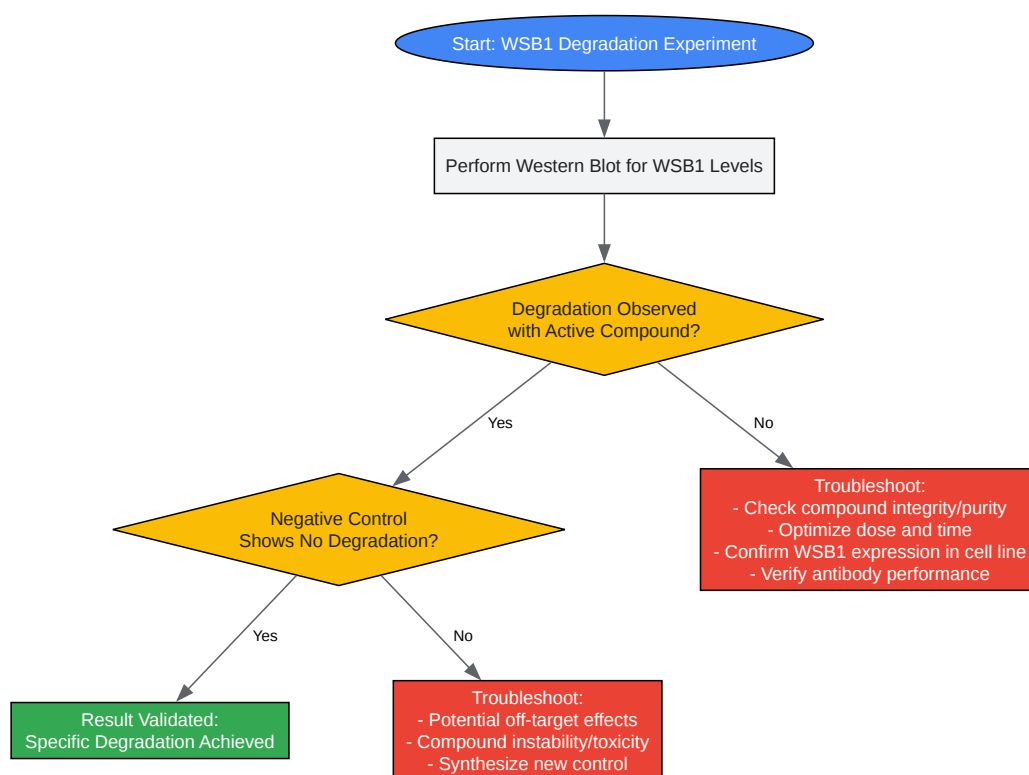 Start: WSB1 Degradation Experiment
Perform Western Blot for WSB1 Levels
Degradation Observed
with Active Compound?
Yes
No
Troubleshoot:
- Check compound integrity/purity
- Optimize dose and time
- Confirm WSB1 expression in cell line
- Verify antibody performance
Negative Control
Shows No Degradation?
Yes
No
Result Validated:
Specific Degradation Achieved
Troubleshoot:
- Potential off-target effects
- Compound instability/toxicity
- Synthesize new control